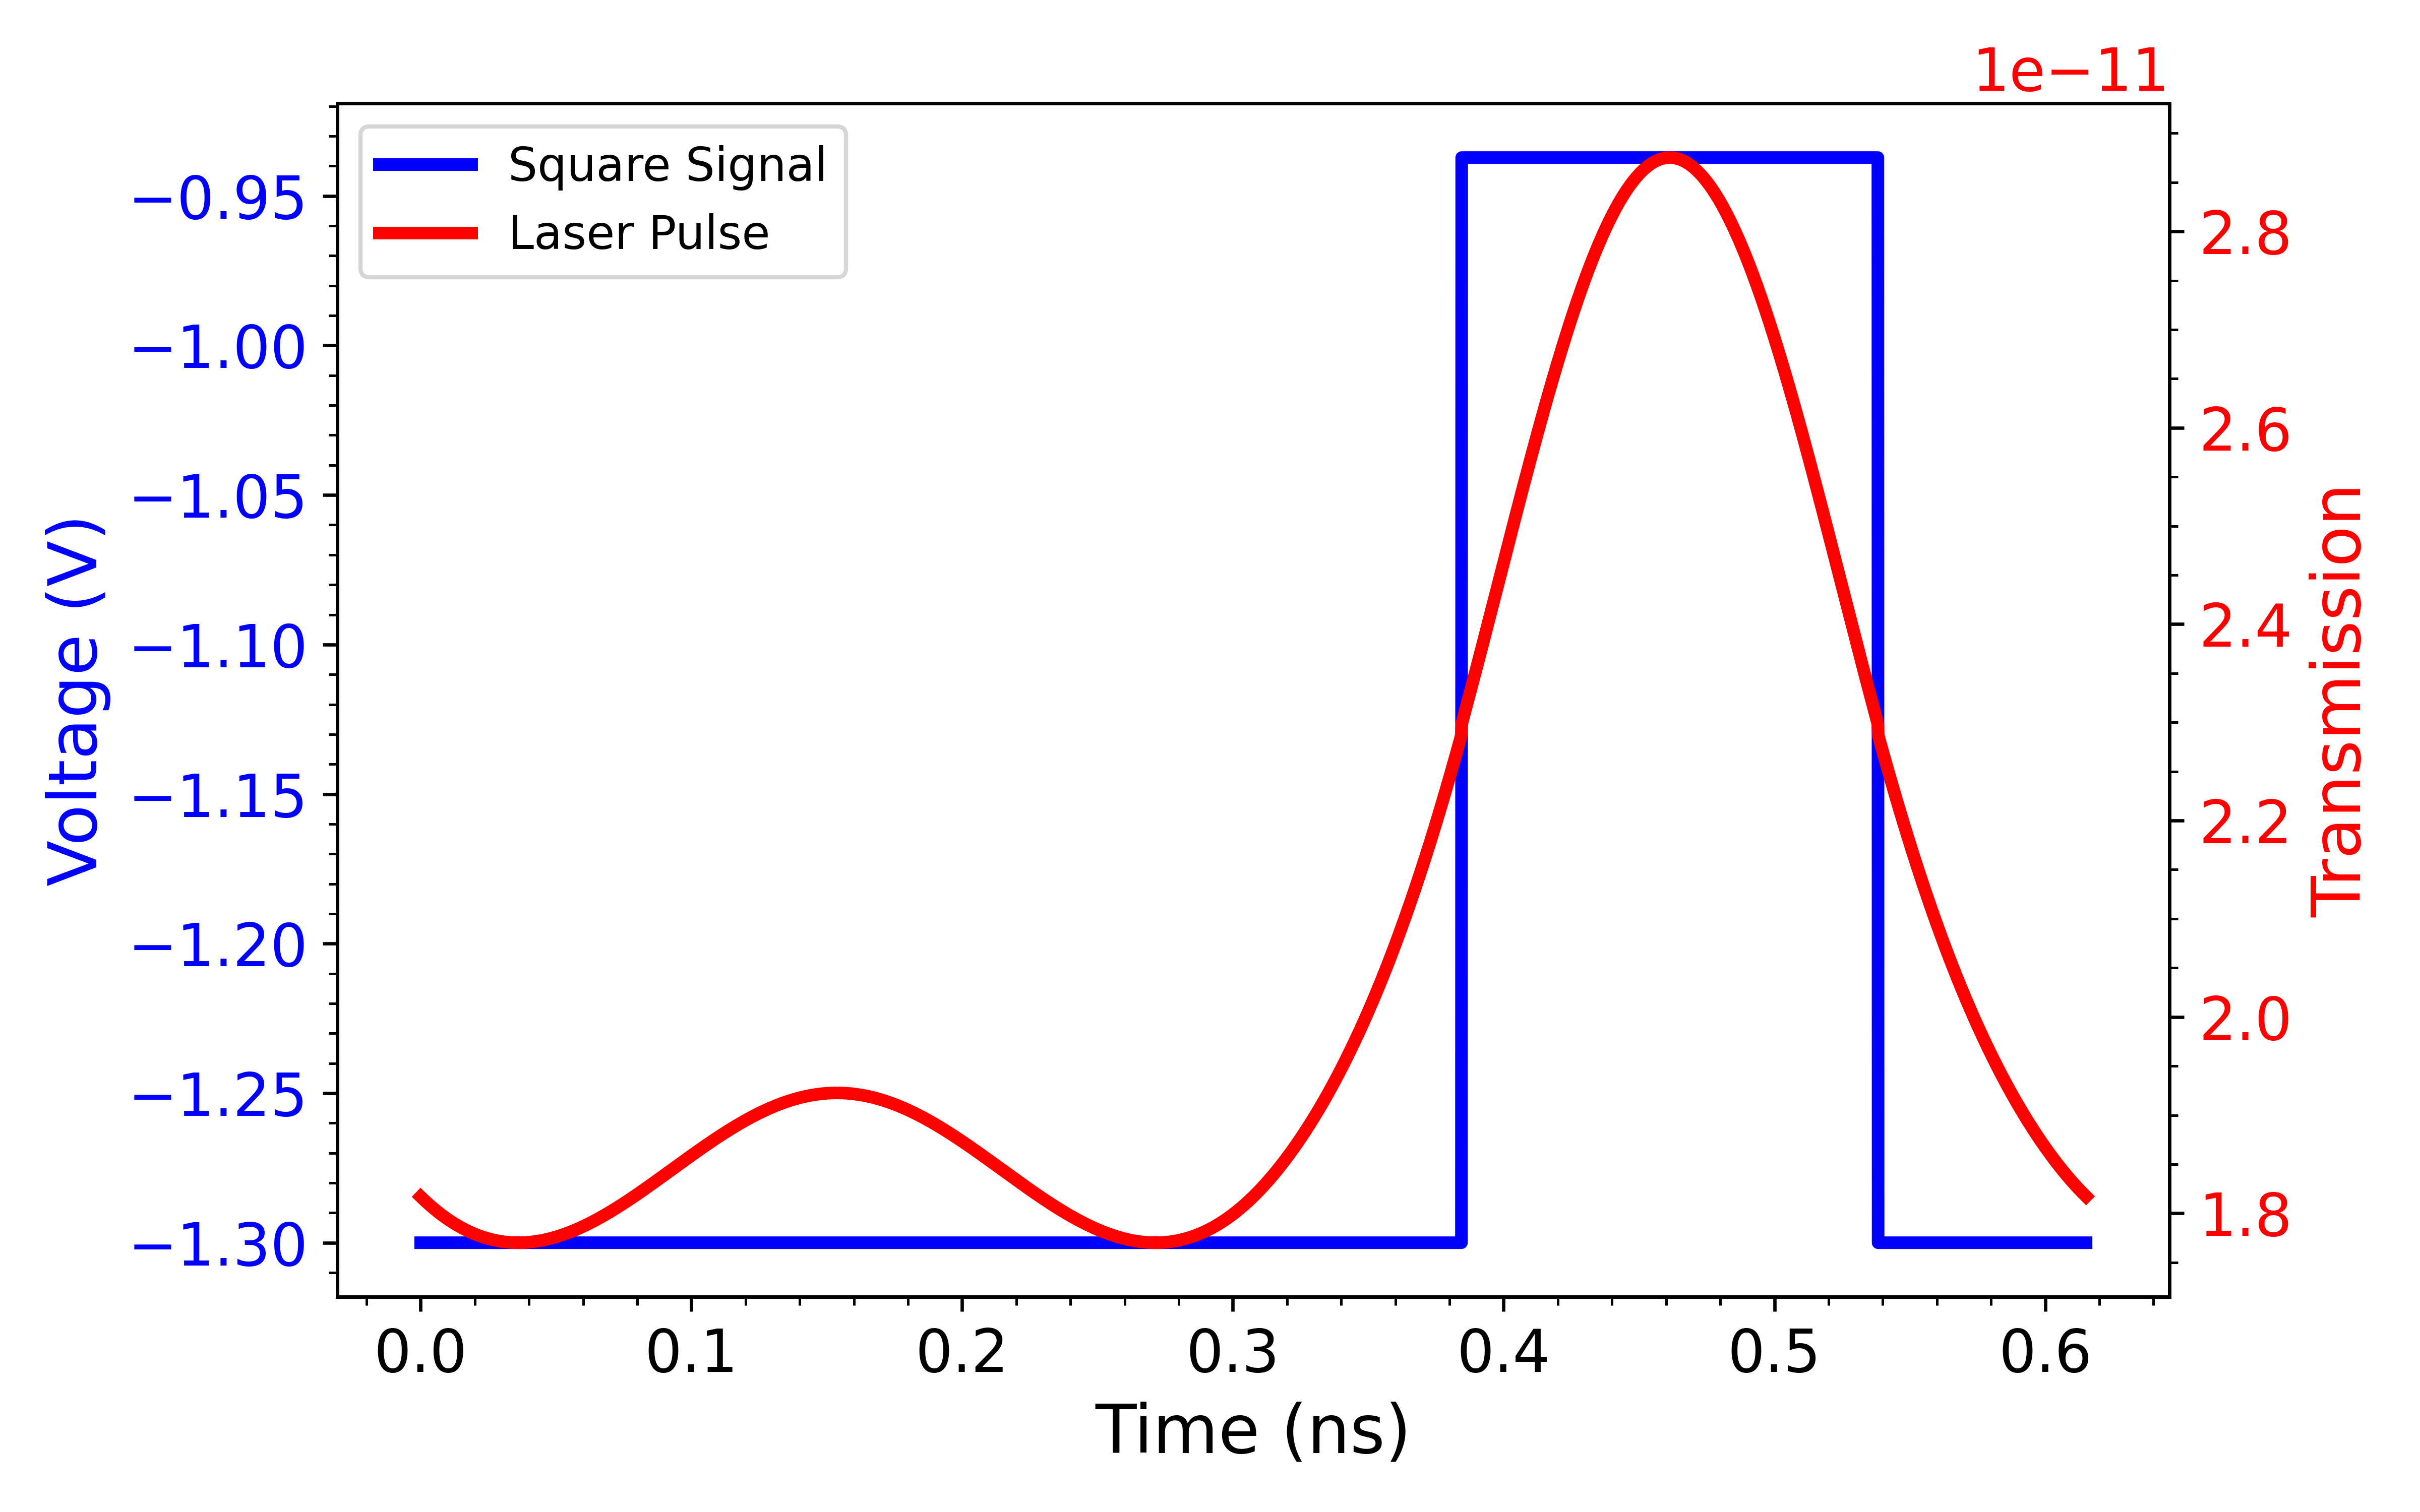 1e−11
Square Signal
Laser Pulse
−0.95
−1.00
−1.05
−1.10
−1.15
−1.20
−1.25
−1.30
Voltage (V)
2.8
2.6
2.4
2.2
2.0
1.8
Transmission
0.0 0.1 0.2 0.3 0.4 0.5 0.6
Time (ns)